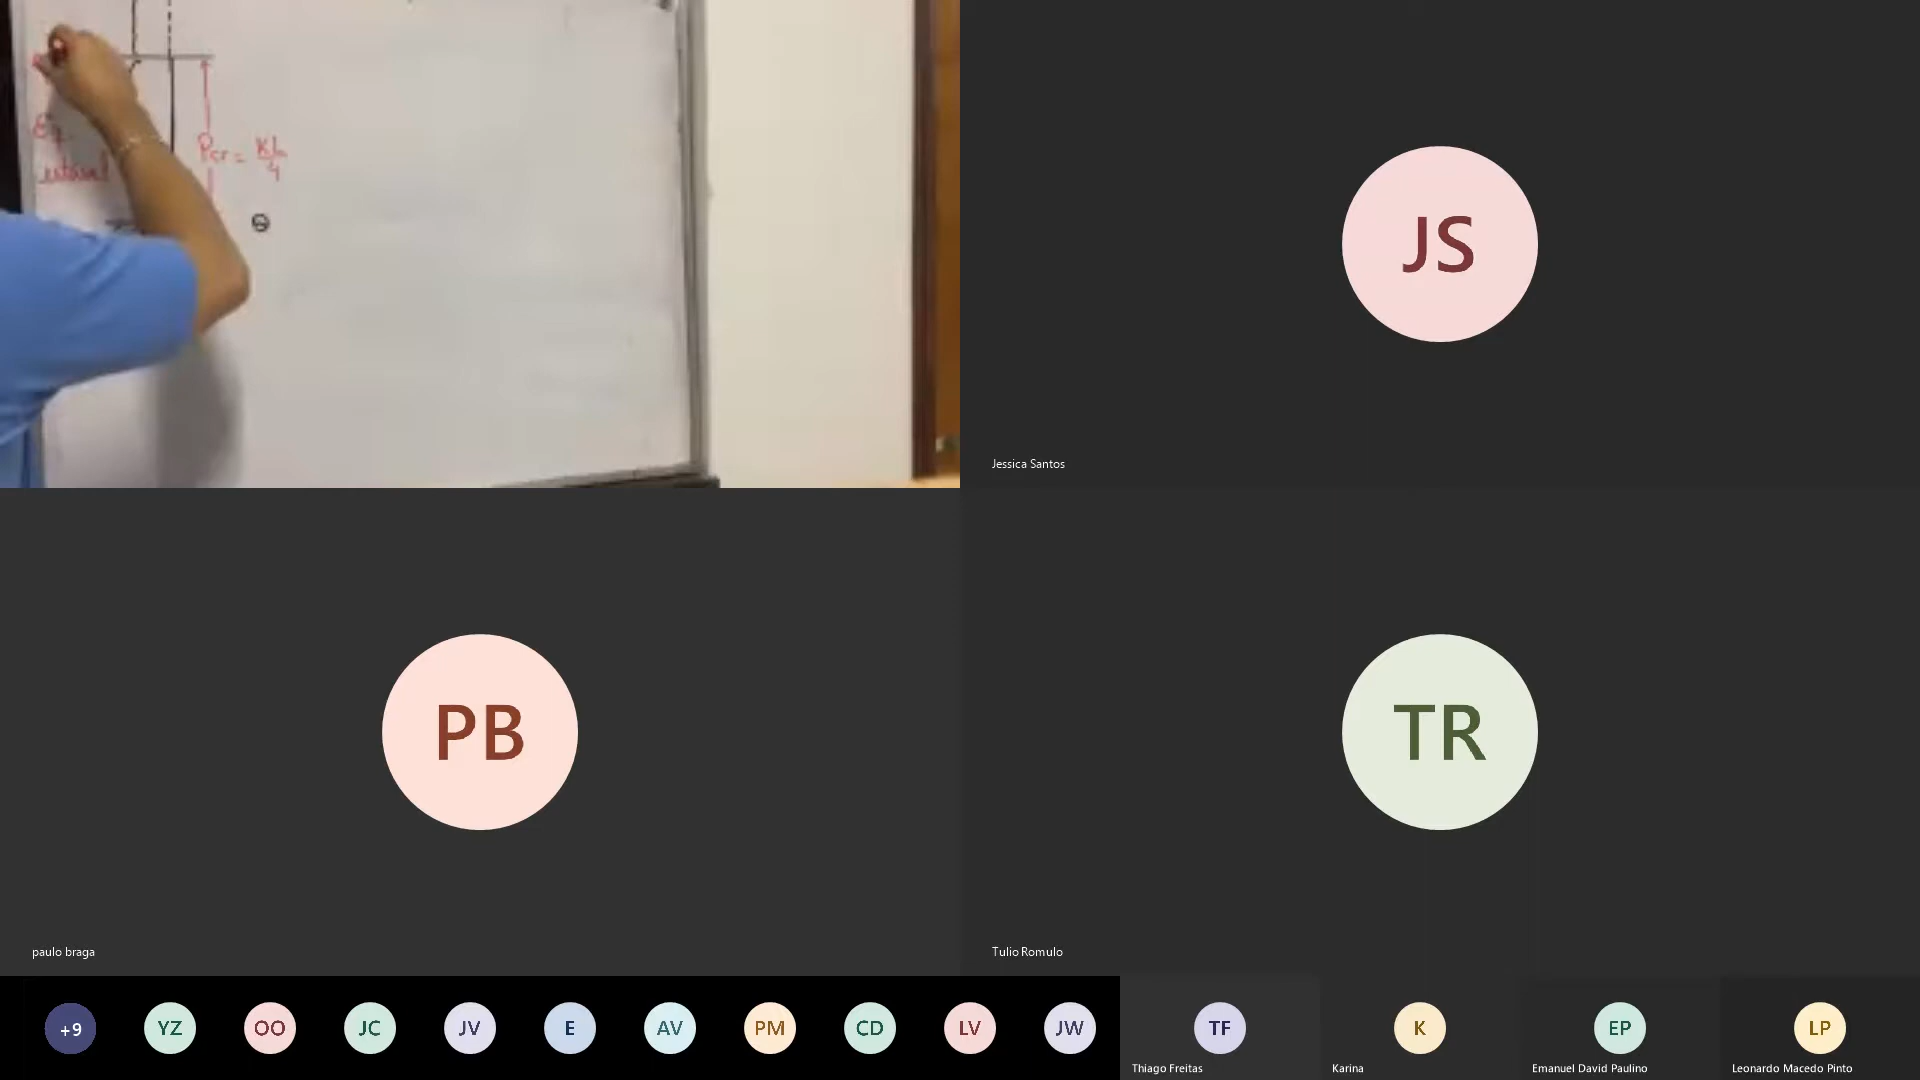 Pcr = KL/4
θ
JS
Jessica Santos
PB
TR
paulo braga
Tulio Romulo
+9
YZ
OO
JC
JV
E
AV
PM
CD
LV
JW
TF
K
EP
LP
Thiago Freitas
Karina
Emanuel David Paulino
Leonardo Macedo Pinto